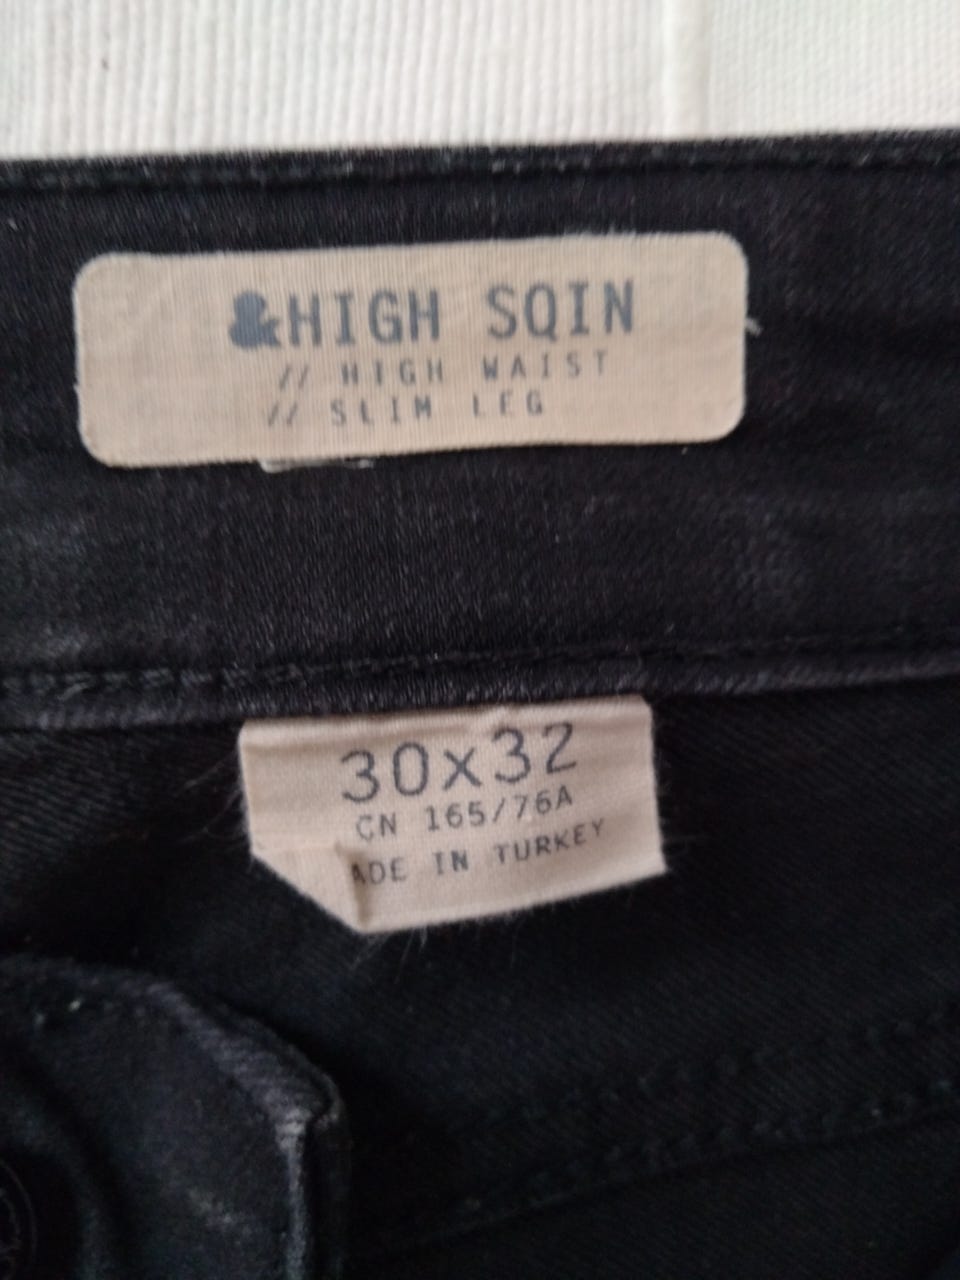 &HIGH SQIN
// HIGH WAIST
// SLIM LEG
30x32
CN 165/76A
ADE IN TURKEY